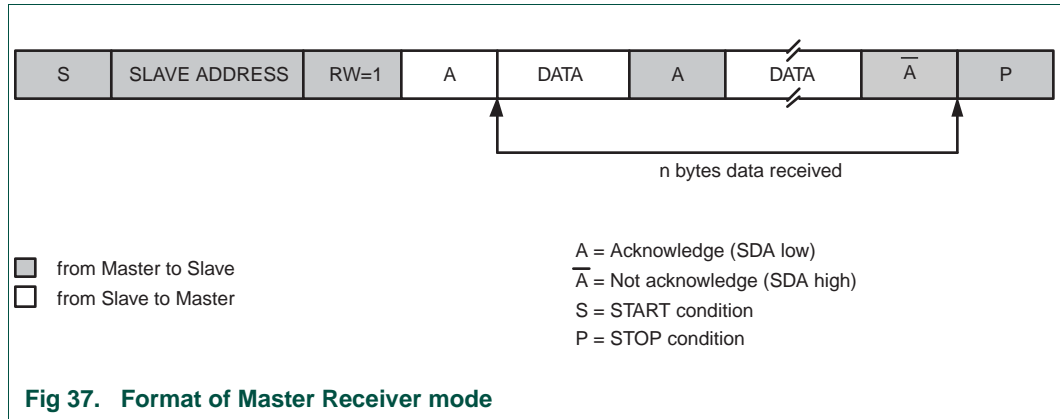 S SLAVE ADDRESS RW=1 A DATA A DATA A̅ P
n bytes data received
from Master to Slave
from Slave to Master
A = Acknowledge (SDA low)
A̅ = Not acknowledge (SDA high)
S = START condition
P = STOP condition
Fig 37. Format of Master Receiver mode